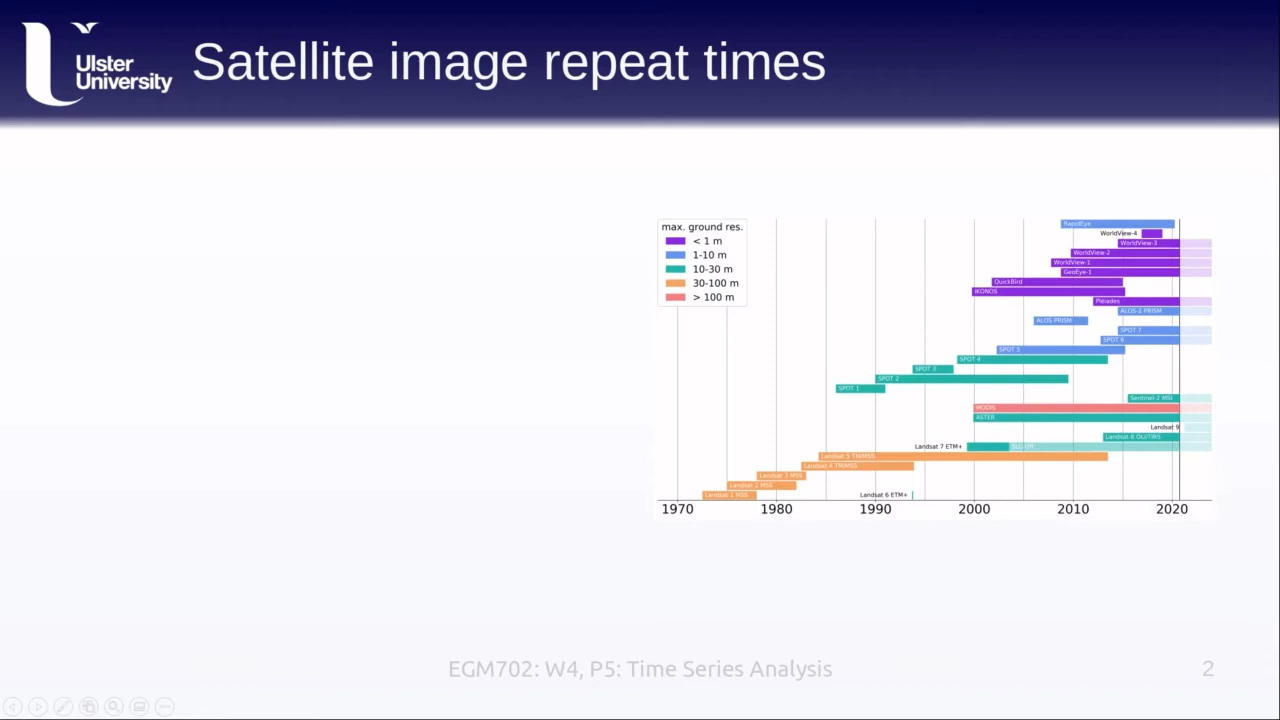 Ulster
University
Satellite image repeat times
max. ground res.
< 1 m
1-10 m
10-30 m
30-100 m
> 100 m
RapidEye
WorldView-4
WorldView-3
WorldView-2
WorldView-1
GeoEye-1
QuickBird
IKONOS
Pléiades
ALOS-2 PRISM
ALOS PRISM
SPOT 7
SPOT 6
SPOT 5
SPOT 4
SPOT 3
SPOT 2
SPOT 1
Sentinel-2 MSI
MODIS
ASTER
Landsat 9
Landsat 8 OLI/TIRS
Landsat 7 ETM+ SLC-off
Landsat 5 TM/MSS
Landsat 4 TM/MSS
Landsat 3 MSS
Landsat 2 MSS
Landsat 1 MSS Landsat 6 ETM+
1970 1980 1990 2000 2010 2020
EGM702: W4, P5: Time Series Analysis
2